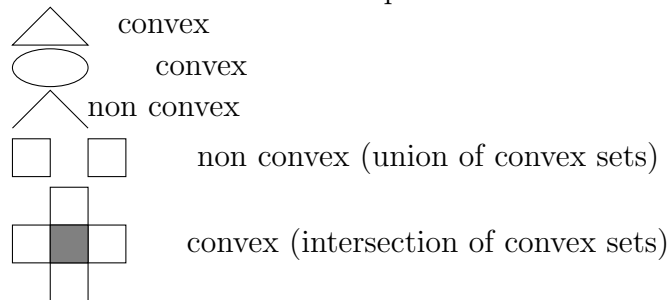 convex
convex
non convex
non convex (union of convex sets)
convex (intersection of convex sets)